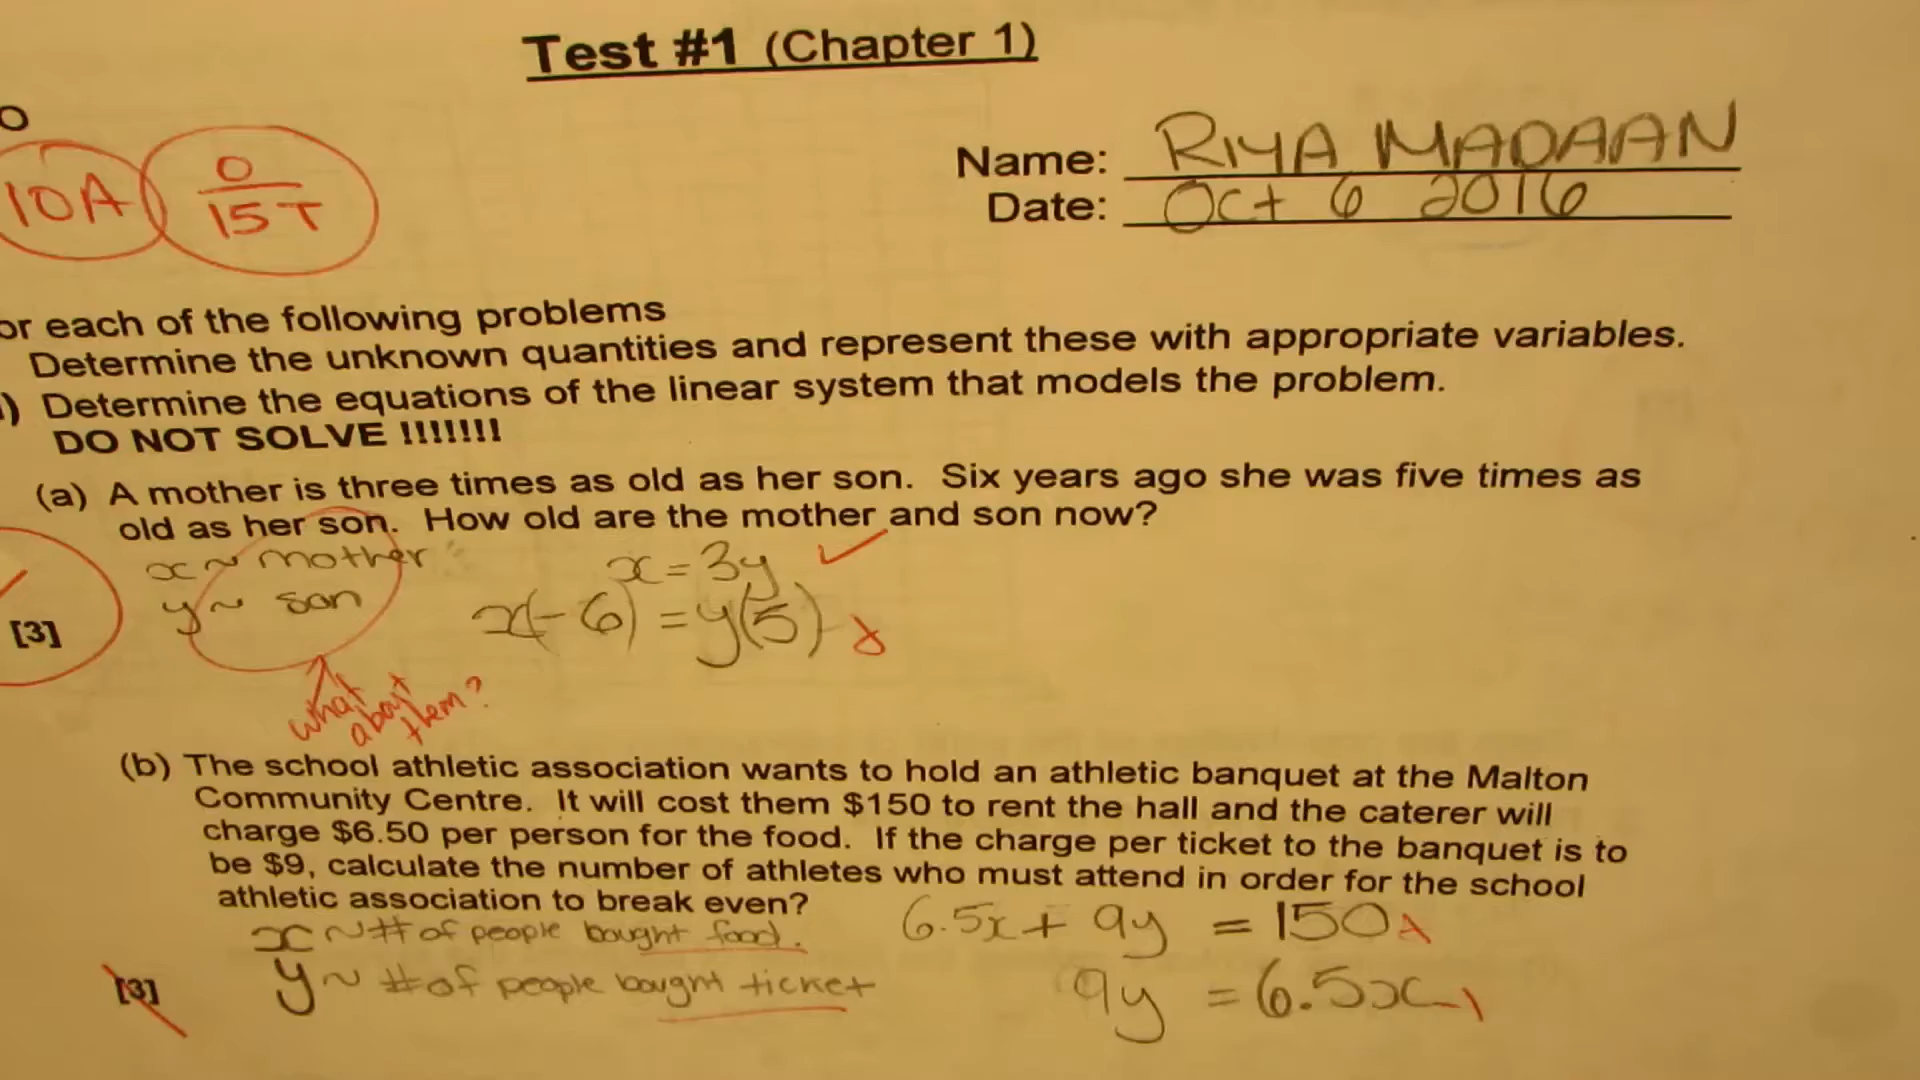 Test #1 (Chapter 1)
Name: RIYA MADAAN
Date: Oct 6 2016
10A
0
15 T
or each of the following problems
Determine the unknown quantities and represent these with appropriate variables.
) Determine the equations of the linear system that models the problem.
DO NOT SOLVE !!!!!!!
(a) A mother is three times as old as her son. Six years ago she was five times as
old as her son. How old are the mother and son now?
x ~ mother
x = 3y
y ~ son
x(-6) = y(5)
[3]
what about them?
(b) The school athletic association wants to hold an athletic banquet at the Malton
Community Centre. It will cost them $150 to rent the hall and the caterer will
charge $6.50 per person for the food. If the charge per ticket to the banquet is to
be $9, calculate the number of athletes who must attend in order for the school
athletic association to break even?
x ~ # of people bought food.
6.5x + 9y = 150
[3]
y ~ # of people bought ticket
9y = 6.5x